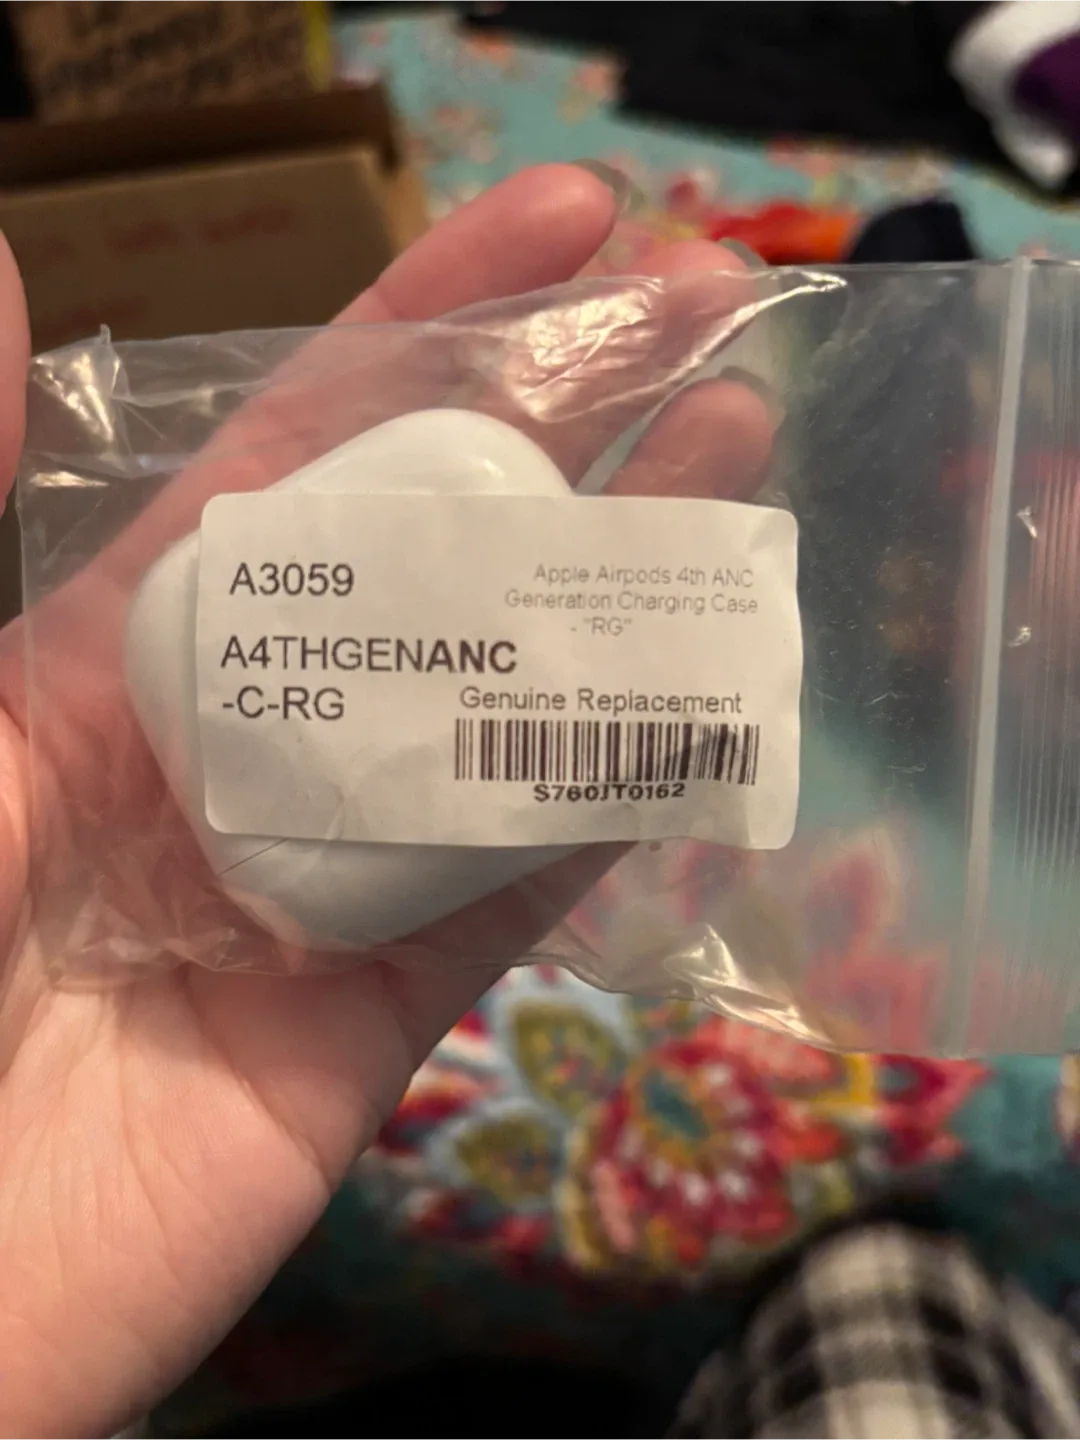 A3059
Apple Airpods 4th ANC
Generation Charging Case
- "RG"
A4THGENANC
-C-RG
Genuine Replacement
S760JT0162